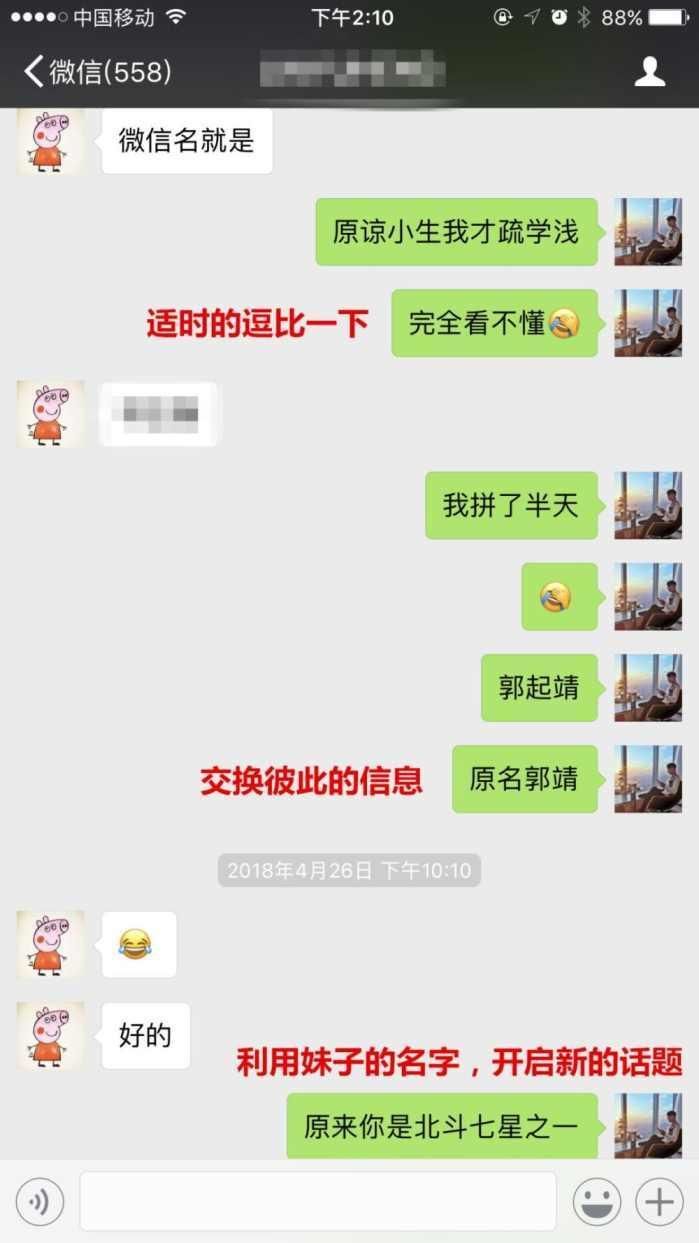 中国移动 下午2:10 88%
微信(558)
微信名就是
原谅小生我才疏学浅
适时的逗比一下
完全看不懂
我拼了半天
郭起靖
交换彼此的信息
原名郭靖
2018年4月26日 下午10:10
好的
利用妹子的名字，开启新的话题
原来你是北斗七星之一